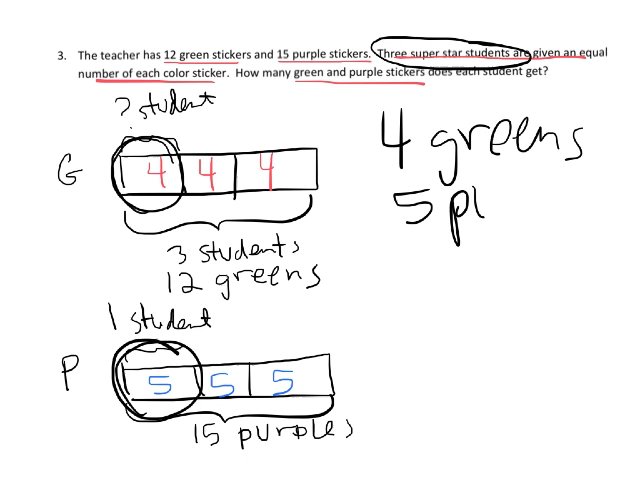 3. The teacher has 12 green stickers and 15 purple stickers. Three super star students are given an equal
number of each color sticker. How many green and purple stickers does each student get?
? student
4 greens
G 4 4 4
5 pl
3 students
12 greens
1 student
P 5 5 5
15 purples